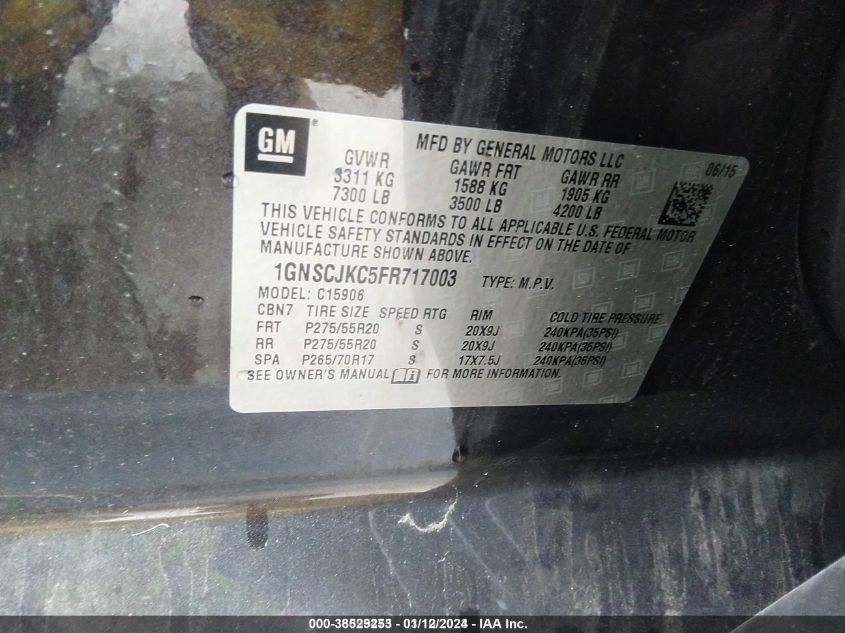 GM
MFD BY GENERAL MOTORS LLC
GVWR GAWR FRT GAWR RR 06/15
3311 KG 1588 KG 1905 KG
7300 LB 3500 LB 4200 LB
THIS VEHICLE CONFORMS TO ALL APPLICABLE U.S. FEDERAL MOTOR
VEHICLE SAFETY STANDARDS IN EFFECT ON THE DATE OF
MANUFACTURE SHOWN ABOVE.
1GNSCJKC5FR717003 TYPE: M.P.V.
MODEL: C15906
CBN7 TIRE SIZE SPEED RTG RIM COLD TIRE PRESSURE
FRT P275/55R20 S 20X9J 240KPA(35PSI)
RR P275/55R20 S 20X9J 240KPA(35PSI)
SPA P265/70R17 S 17X7.5J 240KPA(35PSI)
SEE OWNER'S MANUAL FOR MORE INFORMATION.
000-38529253 - 01/12/2024 - IAA Inc.